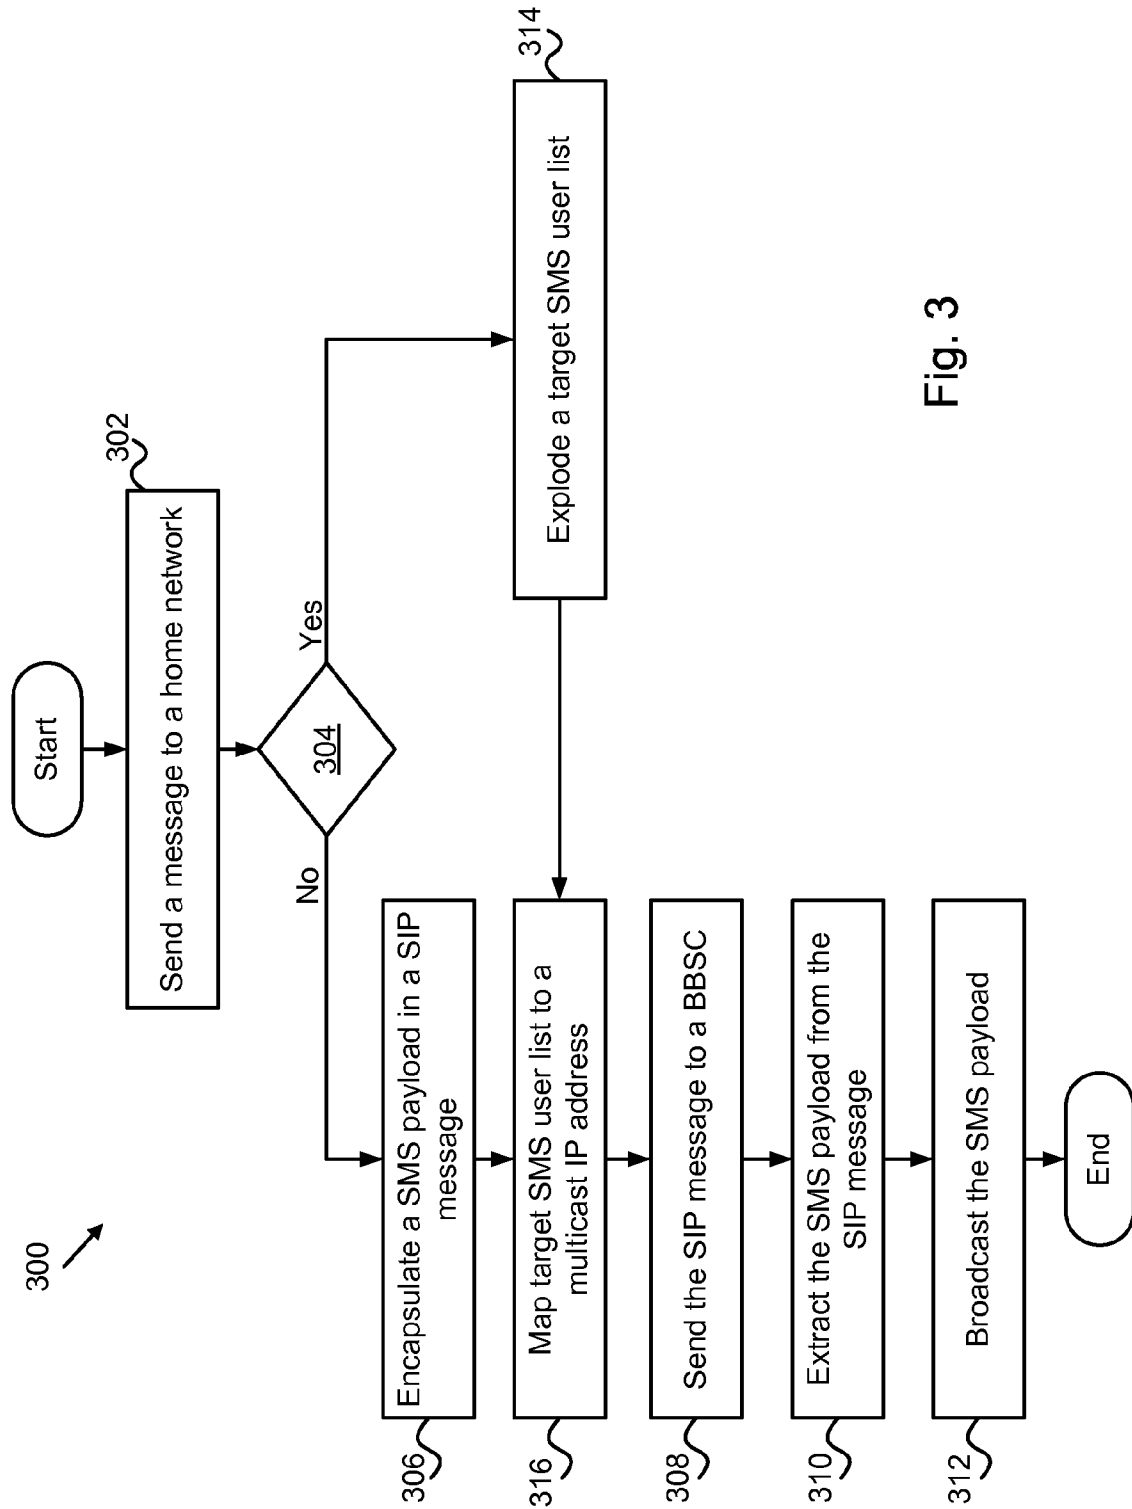 300
Start
302
Send a message to a home network
304
No
Yes
306
Encapsulate a SMS payload in a SIP
message
314
Explode a target SMS user list
316
Map target SMS user list to a
multicast IP address
308
Send the SIP message to a BBSC
310
Extract the SMS payload from the
SIP message
312
Broadcast the SMS payload
End
Fig. 3